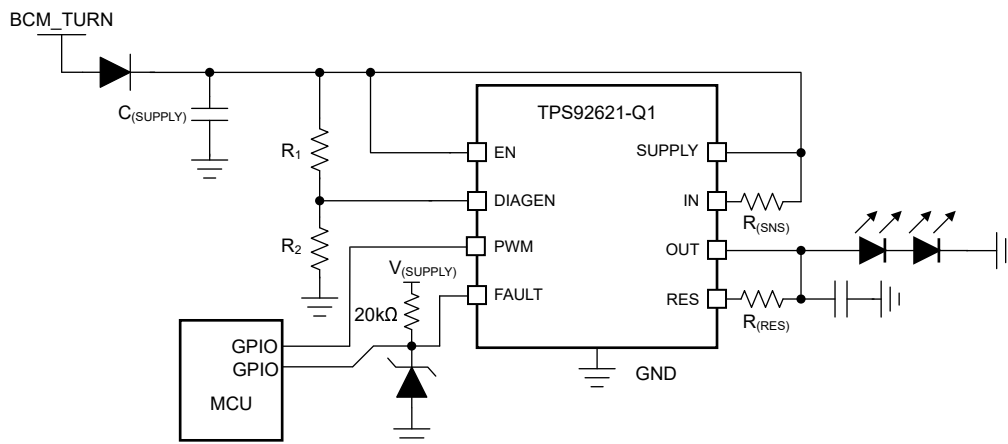 BCM_TURN
C(SUPPLY)
R1
R2
TPS92621-Q1
EN
SUPPLY
DIAGEN
IN
R(SNS)
PWM
OUT
V(SUPPLY)
FAULT
RES
20kΩ
R(RES)
GPIO
GPIO
GND
MCU